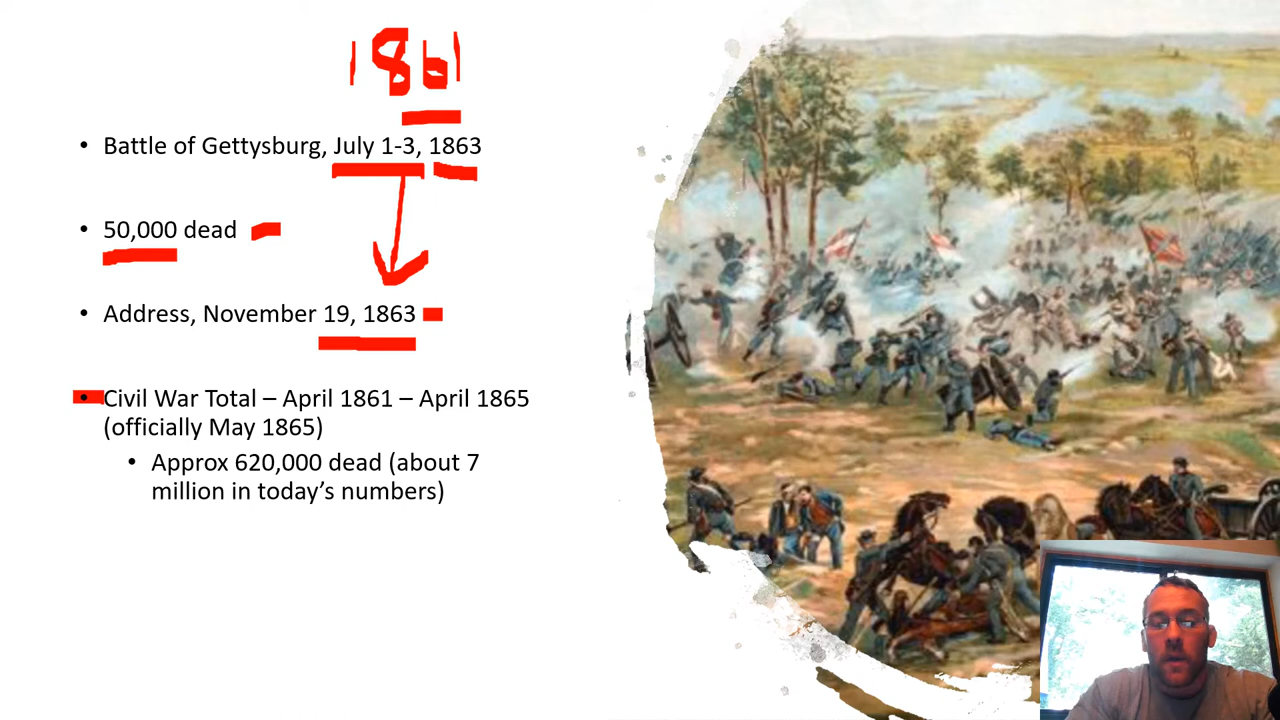 1861
• Battle of Gettysburg, July 1-3, 1863
• 50,000 dead
• Address, November 19, 1863
• Civil War Total – April 1861 – April 1865
(officially May 1865)
• Approx 620,000 dead (about 7
million in today’s numbers)